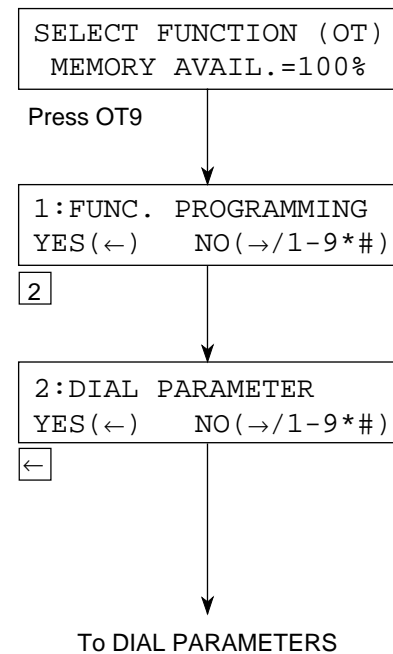 SELECT FUNCTION (OT)
MEMORY AVAIL.=100%
Press OT9
1:FUNC. PROGRAMMING
YES(←) NO(→/1-9*#)
2
2:DIAL PARAMETER
YES(←) NO(→/1-9*#)
←
To DIAL PARAMETERS